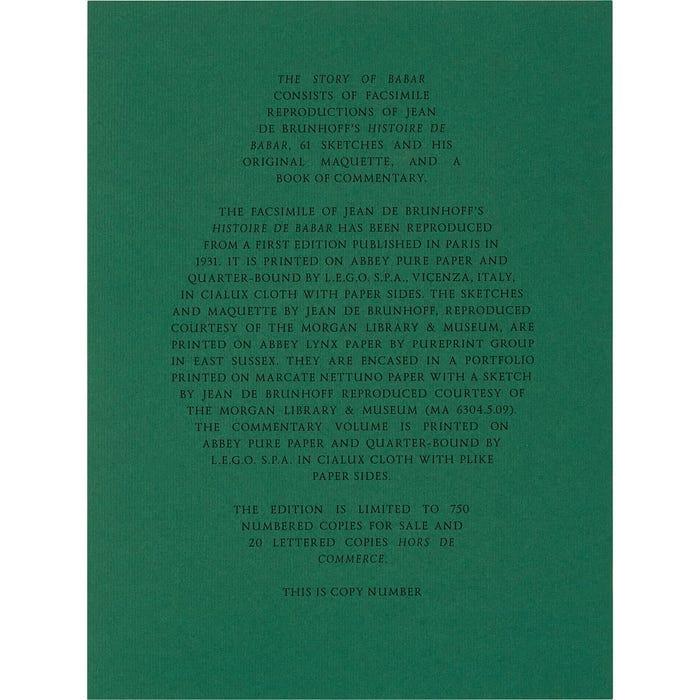 THE STORY OF BABAR
CONSISTS OF FACSIMILE
REPRODUCTIONS OF JEAN
DE BRUNHOFF'S HISTOIRE DE
BABAR, 61 SKETCHES AND HIS
ORIGINAL MAQUETTE, AND A
BOOK OF COMMENTARY.
THE FACSIMILE OF JEAN DE BRUNHOFF'S
HISTOIRE DE BABAR HAS BEEN REPRODUCED
FROM A FIRST EDITION PUBLISHED IN PARIS IN
1931. IT IS PRINTED ON ABBEY PURE PAPER AND
QUARTER-BOUND BY L.E.G.O. S.P.A., VICENZA, ITALY,
IN CIALUX CLOTH WITH PAPER SIDES. THE SKETCHES
AND MAQUETTE BY JEAN DE BRUNHOFF, REPRODUCED
COURTESY OF THE MORGAN LIBRARY & MUSEUM, ARE
PRINTED ON ABBEY LYNX PAPER BY PUREPRINT GROUP
IN EAST SUSSEX. THEY ARE ENCASED IN A PORTFOLIO
PRINTED ON MARCATE NETTUNO PAPER WITH A SKETCH
BY JEAN DE BRUNHOFF REPRODUCED COURTESY OF
THE MORGAN LIBRARY & MUSEUM (MA 6304.5.09).
THE COMMENTARY VOLUME IS PRINTED ON
ABBEY PURE PAPER AND QUARTER-BOUND BY
L.E.G.O. S.P.A. IN CIALUX CLOTH WITH PLIKE
PAPER SIDES.
THE EDITION IS LIMITED TO 750
NUMBERED COPIES FOR SALE AND
20 LETTERED COPIES HORS DE
COMMERCE.
THIS IS COPY NUMBER